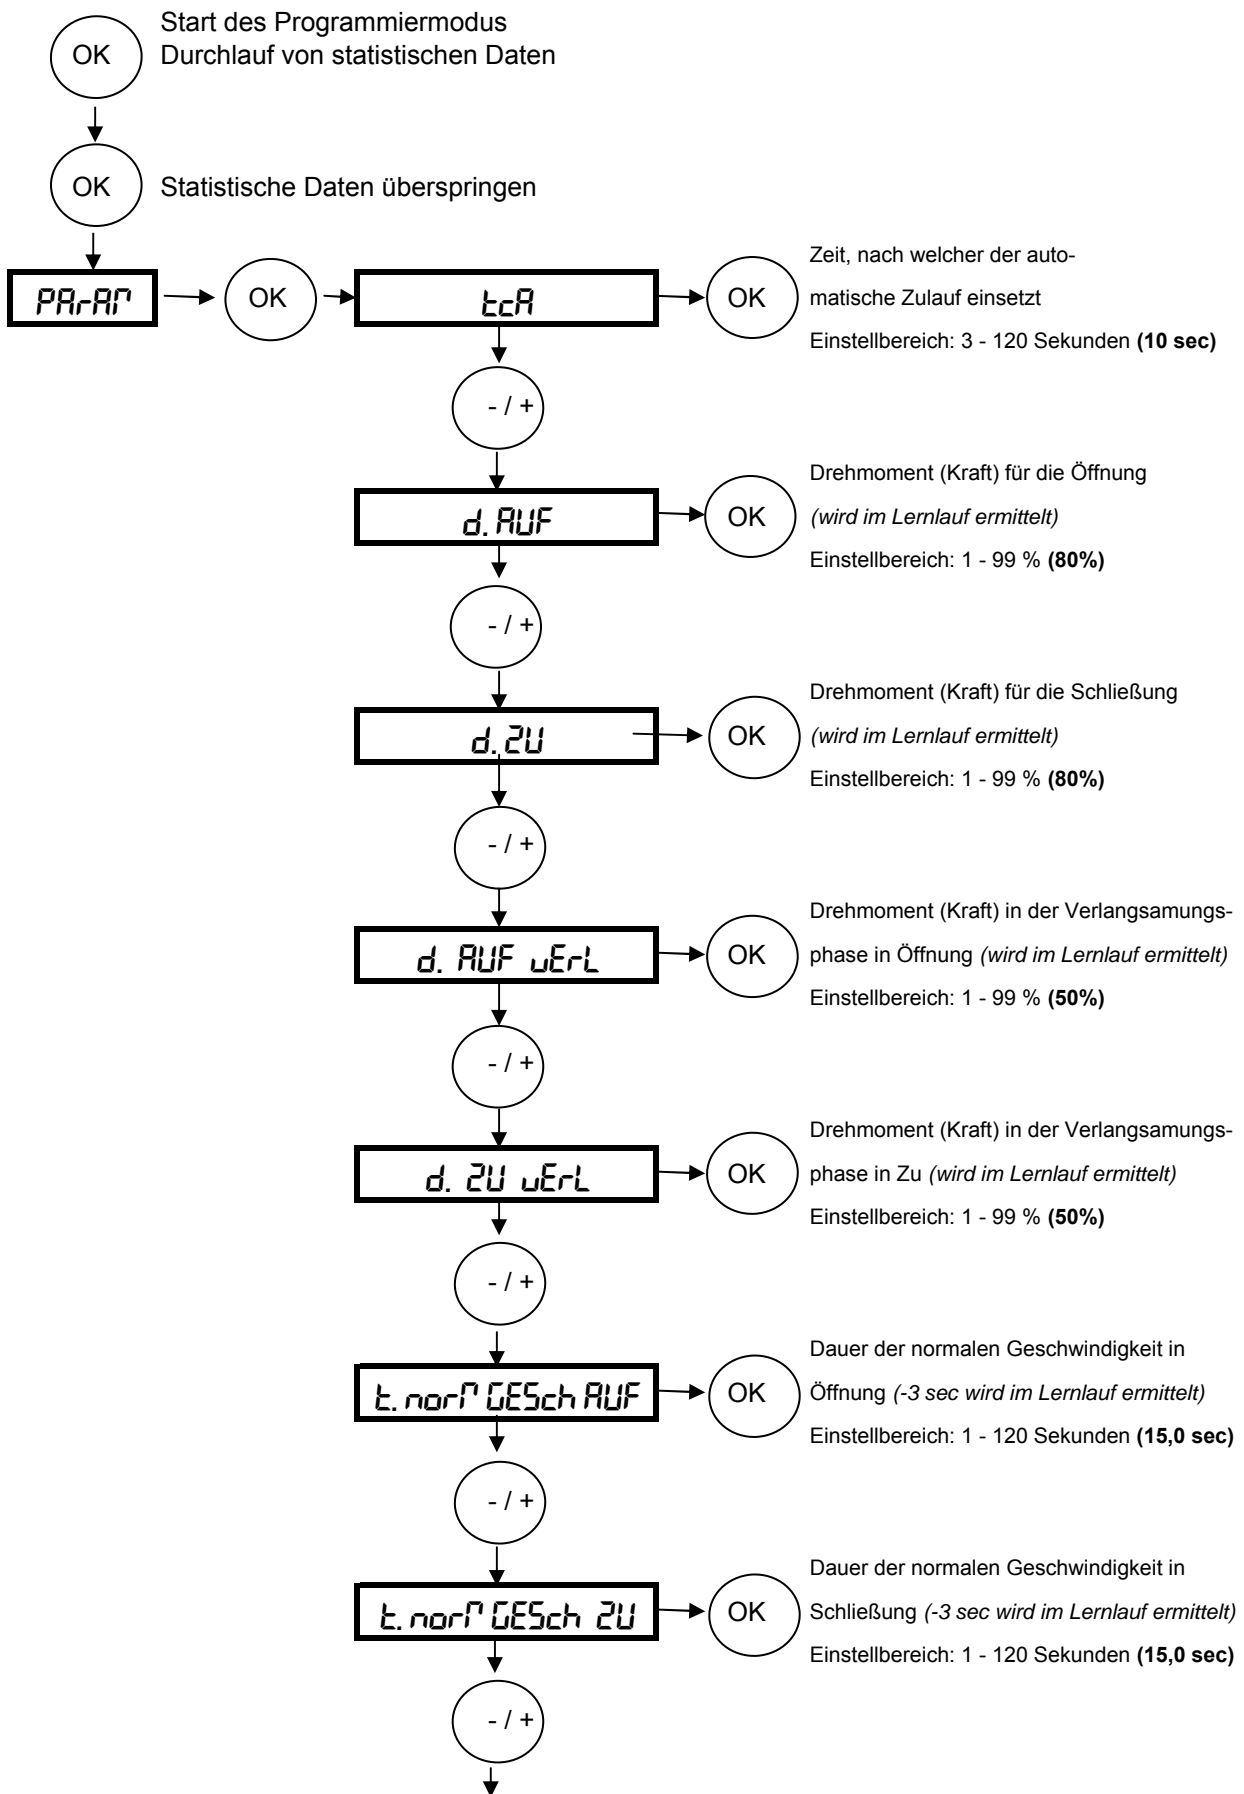 OK
Start des Programmiermodus
Durchlauf von statistischen Daten
OK
Statistische Daten überspringen
PArAM
OK
tcA
OK
Zeit, nach welcher der auto-
matische Zulauf einsetzt
Einstellbereich: 3 - 120 Sekunden (10 sec)
- / +
d. AUF
OK
Drehmoment (Kraft) für die Öffnung
(wird im Lernlauf ermittelt)
Einstellbereich: 1 - 99 % (80%)
- / +
d. ZU
OK
Drehmoment (Kraft) für die Schließung
(wird im Lernlauf ermittelt)
Einstellbereich: 1 - 99 % (80%)
- / +
d. AUF vErL
OK
Drehmoment (Kraft) in der Verlangsamungs-
phase in Öffnung (wird im Lernlauf ermittelt)
Einstellbereich: 1 - 99 % (50%)
- / +
d. ZU vErL
OK
Drehmoment (Kraft) in der Verlangsamungs-
phase in Zu (wird im Lernlauf ermittelt)
Einstellbereich: 1 - 99 % (50%)
- / +
t. norM GESch AUF
OK
Dauer der normalen Geschwindigkeit in
Öffnung (-3 sec wird im Lernlauf ermittelt)
Einstellbereich: 1 - 120 Sekunden (15,0 sec)
- / +
t. norM GESch ZU
OK
Dauer der normalen Geschwindigkeit in
Schließung (-3 sec wird im Lernlauf ermittelt)
Einstellbereich: 1 - 120 Sekunden (15,0 sec)
- / +